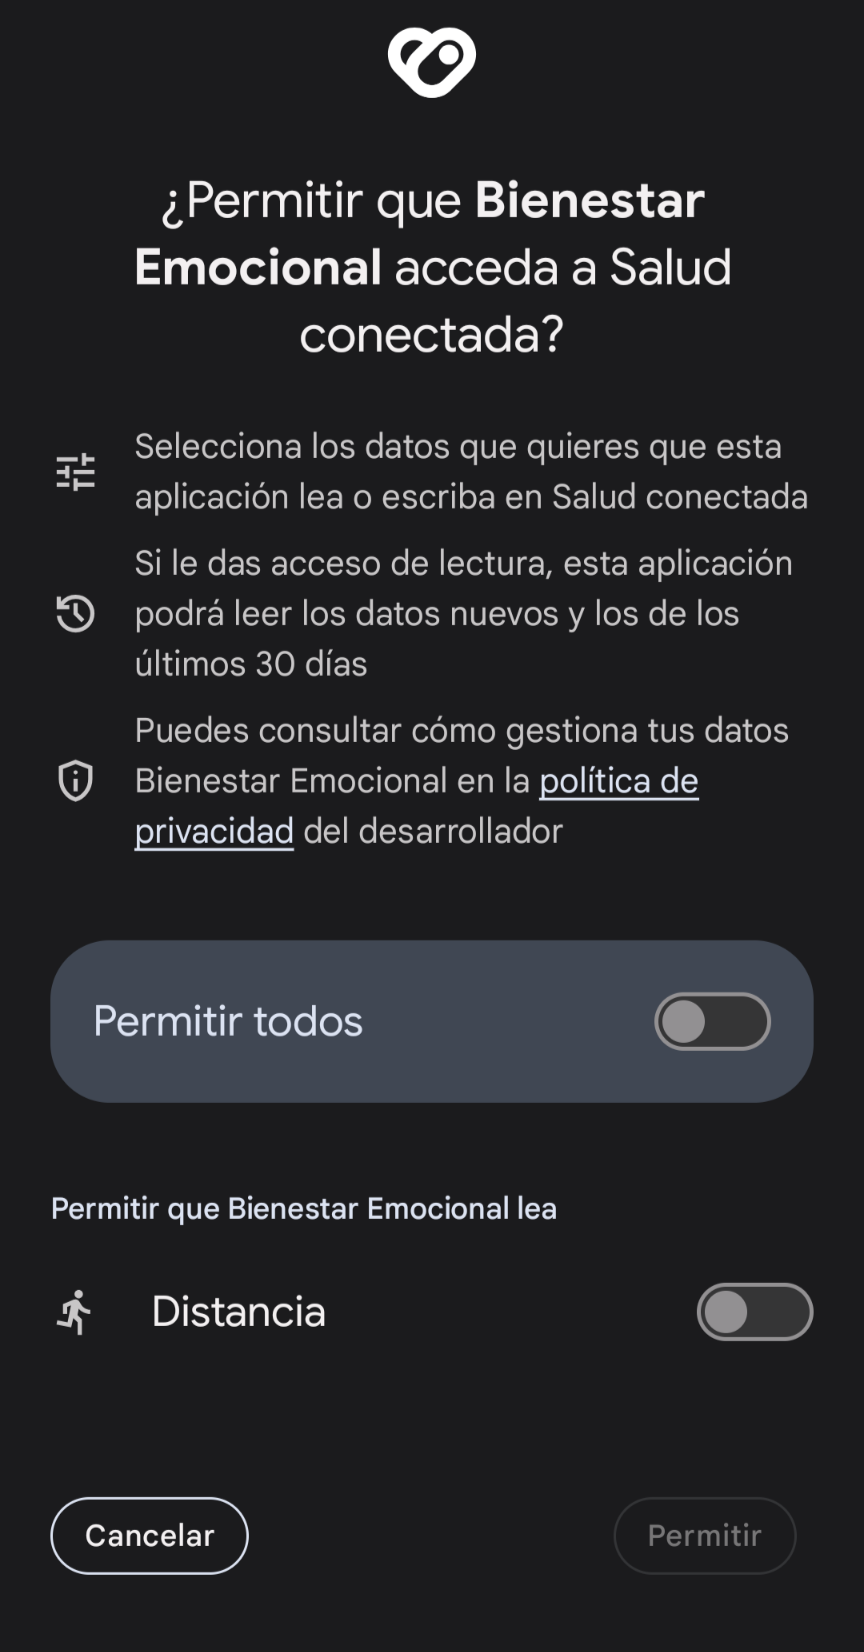 ¿Permitir que Bienestar
Emocional acceda a Salud
conectada?
Selecciona los datos que quieres que esta
aplicación lea o escriba en Salud conectada
Si le das acceso de lectura, esta aplicación
podrá leer los datos nuevos y los de los
últimos 30 días
Puedes consultar cómo gestiona tus datos
Bienestar Emocional en la política de
privacidad del desarrollador
Permitir todos
Permitir que Bienestar Emocional lea
Distancia
Cancelar
Permitir